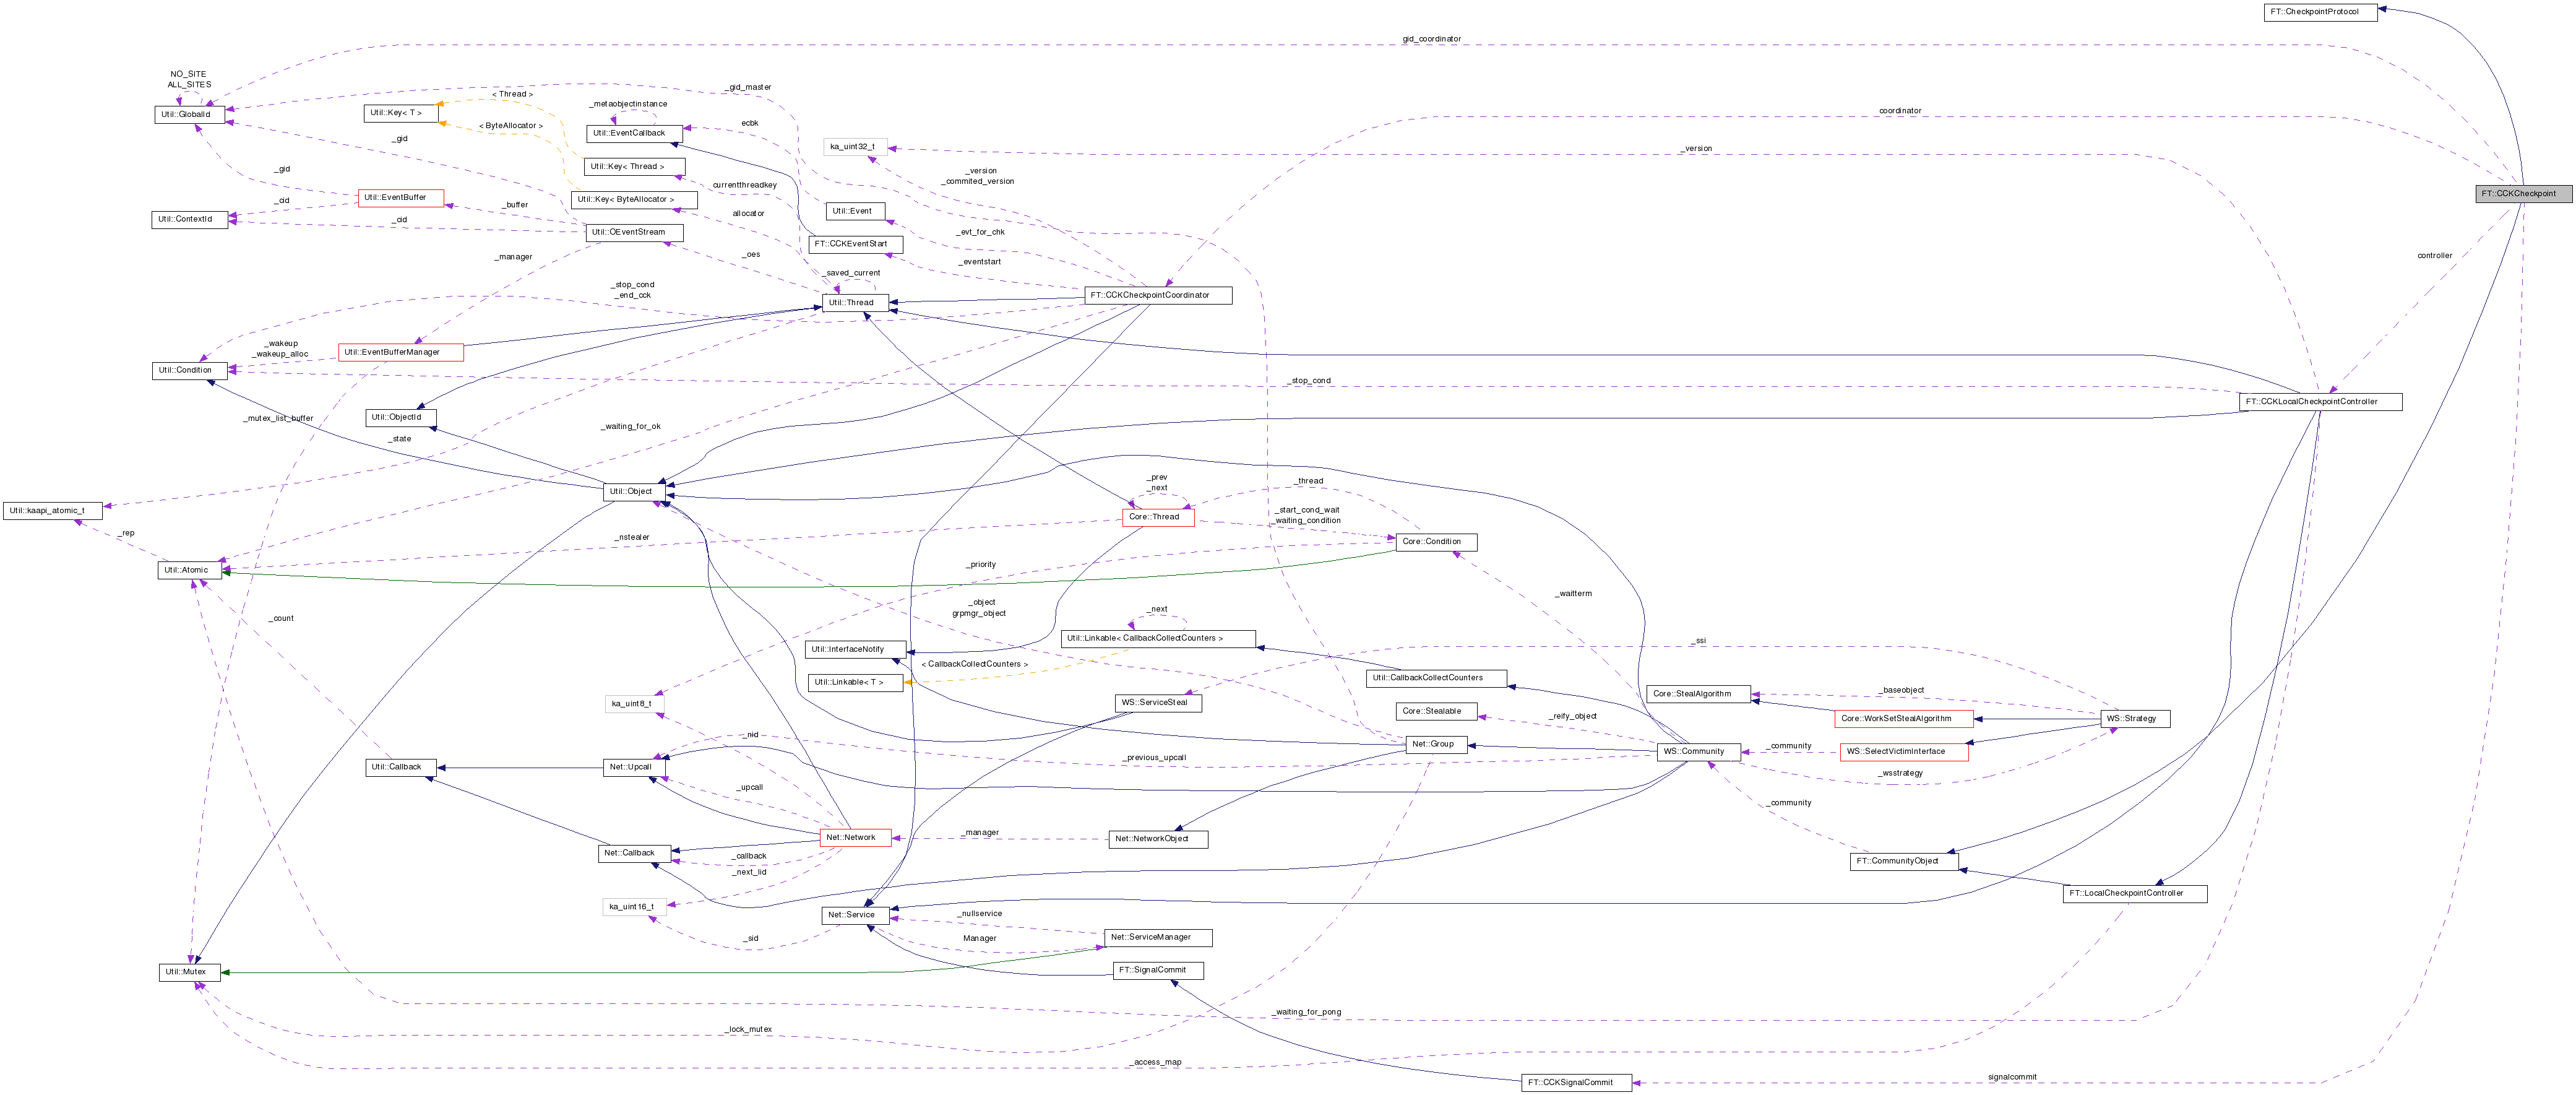 FT::CheckpointProtocol
gid_coordinator
NO_SITE
ALL_SITES
_gid_master
< Thread >
_metaobjectinstance
coordinator
Util::GlobalId
Util::Key< T >
ecbk
< ByteAllocator >
Util::EventCallback
_gid
ka_uint32_t
_version
Util::Key< Thread >
_gid
_version
_commited_version
currentthreadkey
FT::CCKCheckpoint
Util::EventBuffer
_cid
Util::Key< ByteAllocator >
_buffer
allocator
Util::Event
Util::ContextId
_cid
Util::OEventStream
_evt_for_chk
FT::CCKEventStart
_manager
_oes
_eventstart
controller
_saved_current
_stop_cond
_end_cck
Util::Thread
FT::CCKCheckpointCoordinator
_wakeup
_wakeup_alloc
Util::EventBufferManager
Util::Condition
_stop_cond
FT::CCKLocalCheckpointController
_mutex_list_buffer
Util::ObjectId
_waiting_for_ok
_state
_prev
_next
_thread
Util::Object
Util::kaapi_atomic_t
Core::Thread
_start_cond_wait
_waiting_condition
_rep
_nstealer
Core::Condition
Util::Atomic
_priority
_waitterm
_object
grpmgr_object
_next
_count
Util::Linkable< CallbackCollectCounters >
_ssi
Util::InterfaceNotify
< CallbackCollectCounters >
Util::Linkable< T >
Util::CallbackCollectCounters
ka_uint8_t
WS::ServiceSteal
Core::StealAlgorithm
_baseobject
Core::Stealable
_reify_object
Core::WorkSetStealAlgorithm
WS::Strategy
_nid
Net::Group
WS::Community
_community
WS::SelectVictimInterface
_previous_upcall
Util::Callback
Net::Upcall
_wsstrategy
_upcall
_community
Net::Network
_manager
Net::NetworkObject
Net::Callback
_callback
_next_lid
FT::CommunityObject
FT::LocalCheckpointController
ka_uint16_t
Net::Service
_nullservice
_sid
Manager
Net::ServiceManager
Util::Mutex
FT::SignalCommit
_waiting_for_pong
_lock_mutex
_access_map
FT::CCKSignalCommit
signalcommit